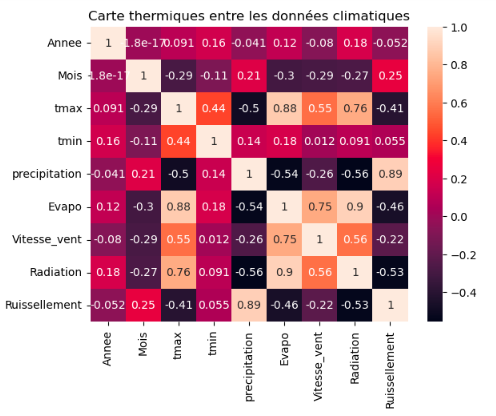 Carte thermiques entre les données climatiques
Annee 1 1.8e-17 0.091 0.16 -0.041 0.12 -0.08 0.18 -0.052
Mois 1.8e-17 1 -0.29 -0.11 0.21 -0.3 -0.29 -0.27 0.25
tmax 0.091 -0.29 1 0.44 -0.5 0.88 0.55 0.76 -0.41
tmin 0.16 -0.11 0.44 1 0.14 0.18 0.012 0.091 0.055
precipitation -0.041 0.21 -0.5 0.14 1 -0.54 -0.26 -0.56 0.89
Evapo 0.12 -0.3 0.88 0.18 -0.54 1 0.75 0.9 -0.46
Vitesse_vent -0.08 -0.29 0.55 0.012 -0.26 0.75 1 0.56 -0.22
Radiation 0.18 -0.27 0.76 0.091 -0.56 0.9 0.56 1 -0.53
Ruissellement -0.052 0.25 -0.41 0.055 0.89 -0.46 -0.22 -0.53 1
Annee
Mois
tmax
tmin
precipitation
Evapo
Vitesse_vent
Radiation
Ruissellement
1.0
0.8
0.6
0.4
0.2
0.0
−0.2
−0.4